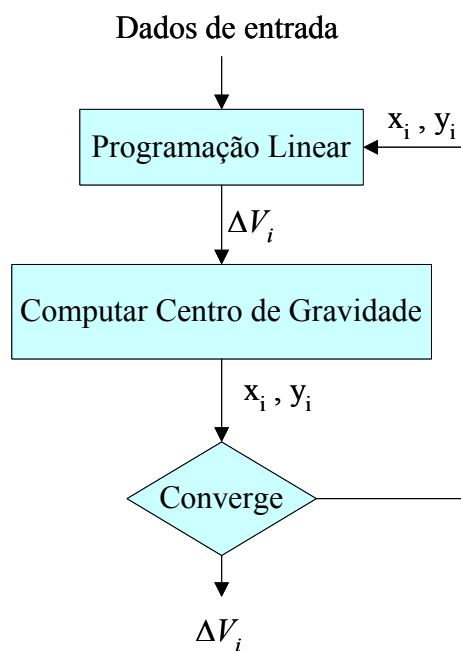 Dados de entrada
Programação Linear
xᵢ , yᵢ
ΔVᵢ
Computar Centro de Gravidade
xᵢ , yᵢ
Converge
ΔVᵢ